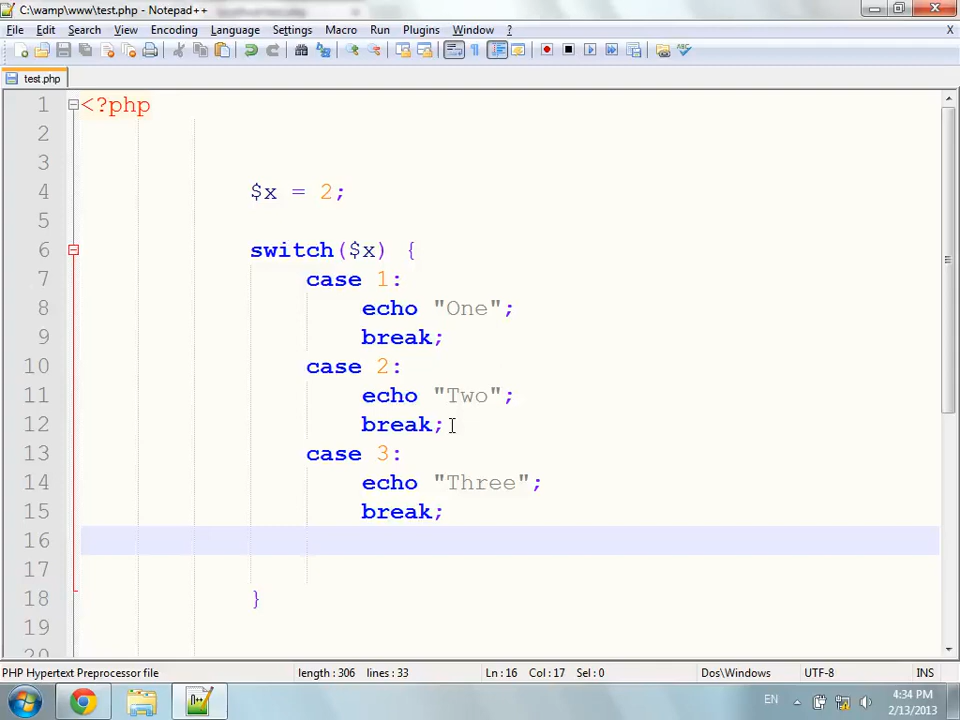 C:\wamp\www\test.php - Notepad++
File Edit Search View Encoding Language Settings Macro Run Plugins Window ? X
test.php
1 <?php
2
3
4 $x = 2;
5
6 switch($x) {
7 case 1:
8 echo "One";
9 break;
10 case 2:
11 echo "Two";
12 break;
13 case 3:
14 echo "Three";
15 break;
16
17
18 }
19
20
PHP Hypertext Preprocessor file length : 306 lines : 33 Ln : 16 Col : 17 Sel : 0 Dos\Windows UTF-8 INS
EN 4:34 PM
2/13/2013